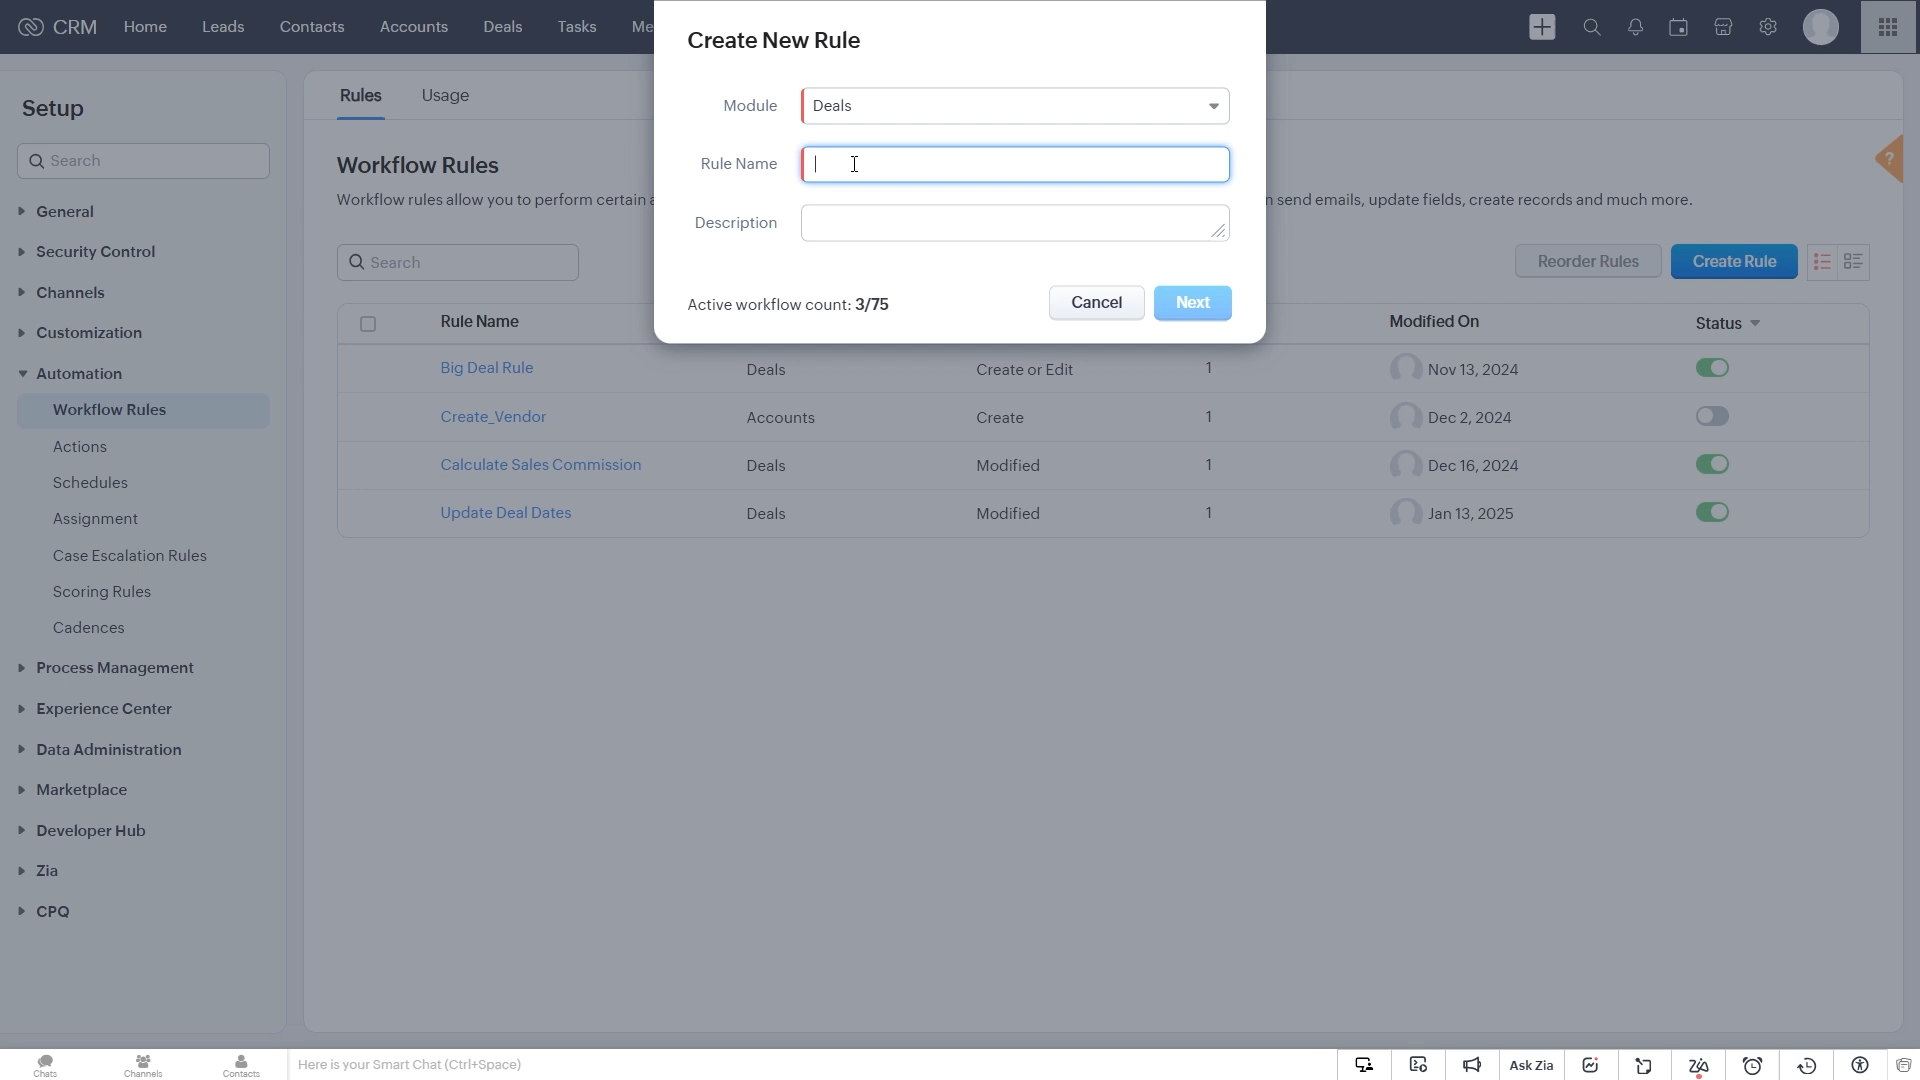 CRM Home Leads Contacts Accounts Deals Tasks Me
Create New Rule
Module Deals
Rule Name
Description
Active workflow count: 3/75 Cancel Next
Setup
Search
General
Security Control
Channels
Customization
Automation
Workflow Rules
Actions
Schedules
Assignment
Case Escalation Rules
Scoring Rules
Cadences
Process Management
Experience Center
Data Administration
Marketplace
Developer Hub
Zia
CPQ
Rules Usage
Workflow Rules
?
Workflow rules allow you to perform certain a n send emails, update fields, create records and much more.
Search Reorder Rules Create Rule
Rule Name Modified On Status
Big Deal Rule Deals Create or Edit 1 Nov 13, 2024
Create_Vendor Accounts Create 1 Dec 2, 2024
Calculate Sales Commission Deals Modified 1 Dec 16, 2024
Update Deal Dates Deals Modified 1 Jan 13, 2025
Chats Channels Contacts Here is your Smart Chat (Ctrl+Space) Ask Zia